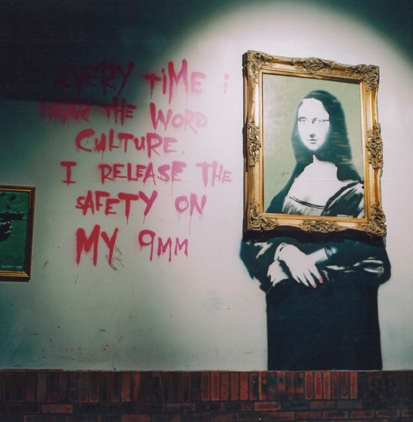 EVERY TiME i
HEAR THE WORD
CULTURE.
I RELEASE THE
SAFETY ON
MY 9MM